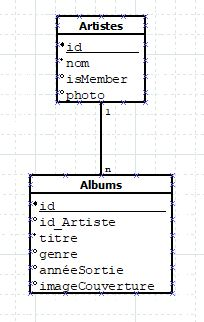 Artistes
id
nom
isMember
photo
1
n
Albums
id
id_Artiste
titre
genre
annéeSortie
imageCouverture